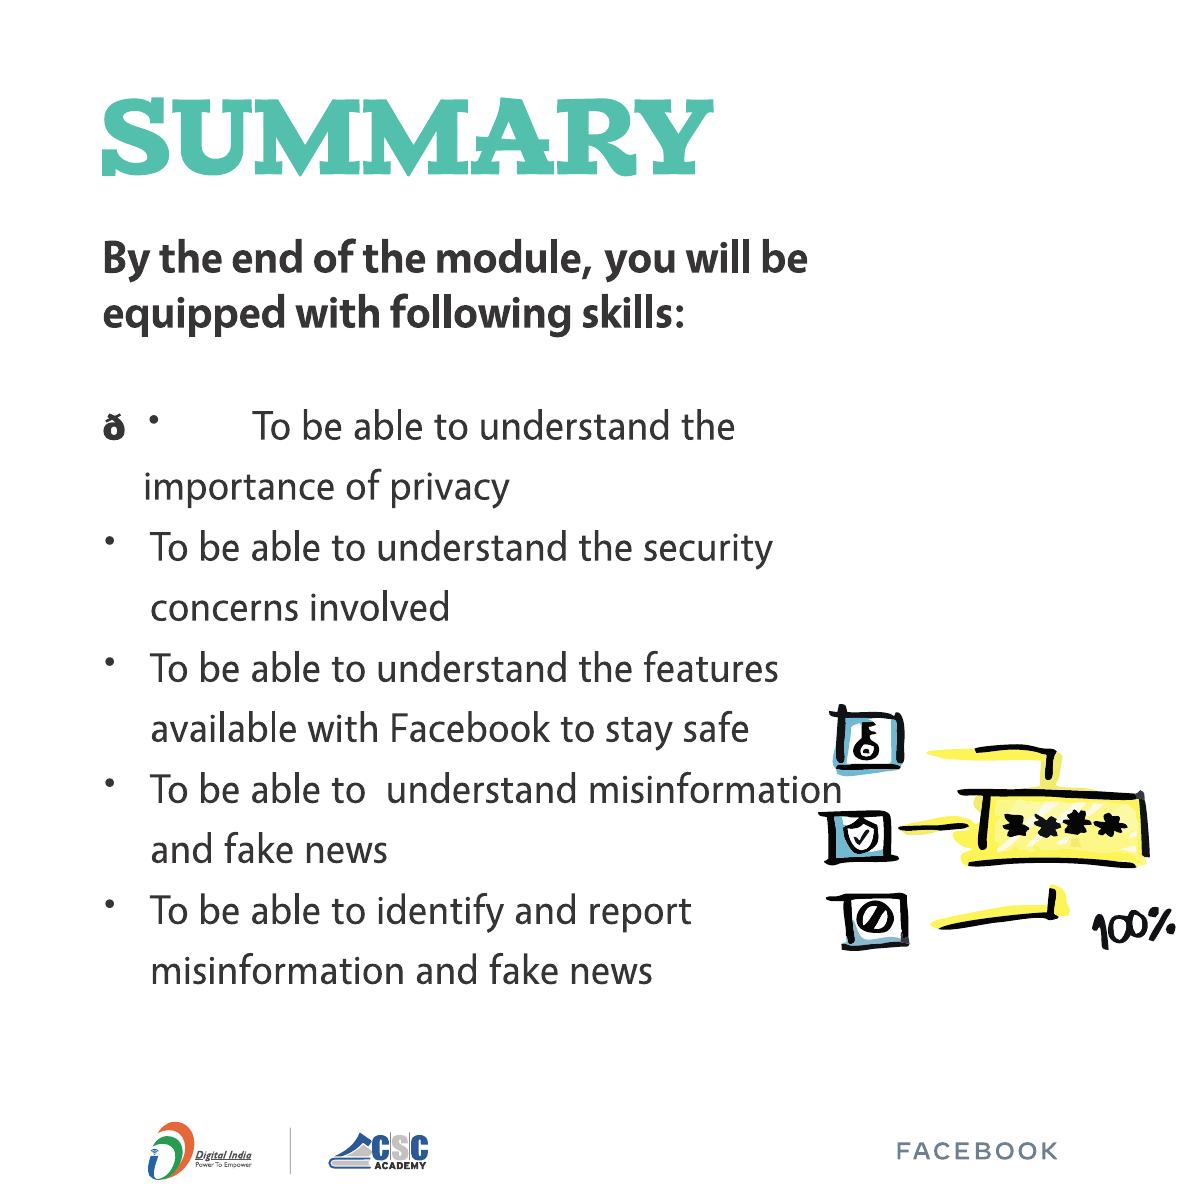 SUMMARY
By the end of the module, you will be
equipped with following skills:
ð • To be able to understand the
importance of privacy
• To be able to understand the security
concerns involved
• To be able to understand the features
available with Facebook to stay safe
• To be able to  understand misinformation
and fake news
• To be able to identify and report
misinformation and fake news
****
100%
Digital India
Power To Empower
CSC
ACADEMY
FACEBOOK